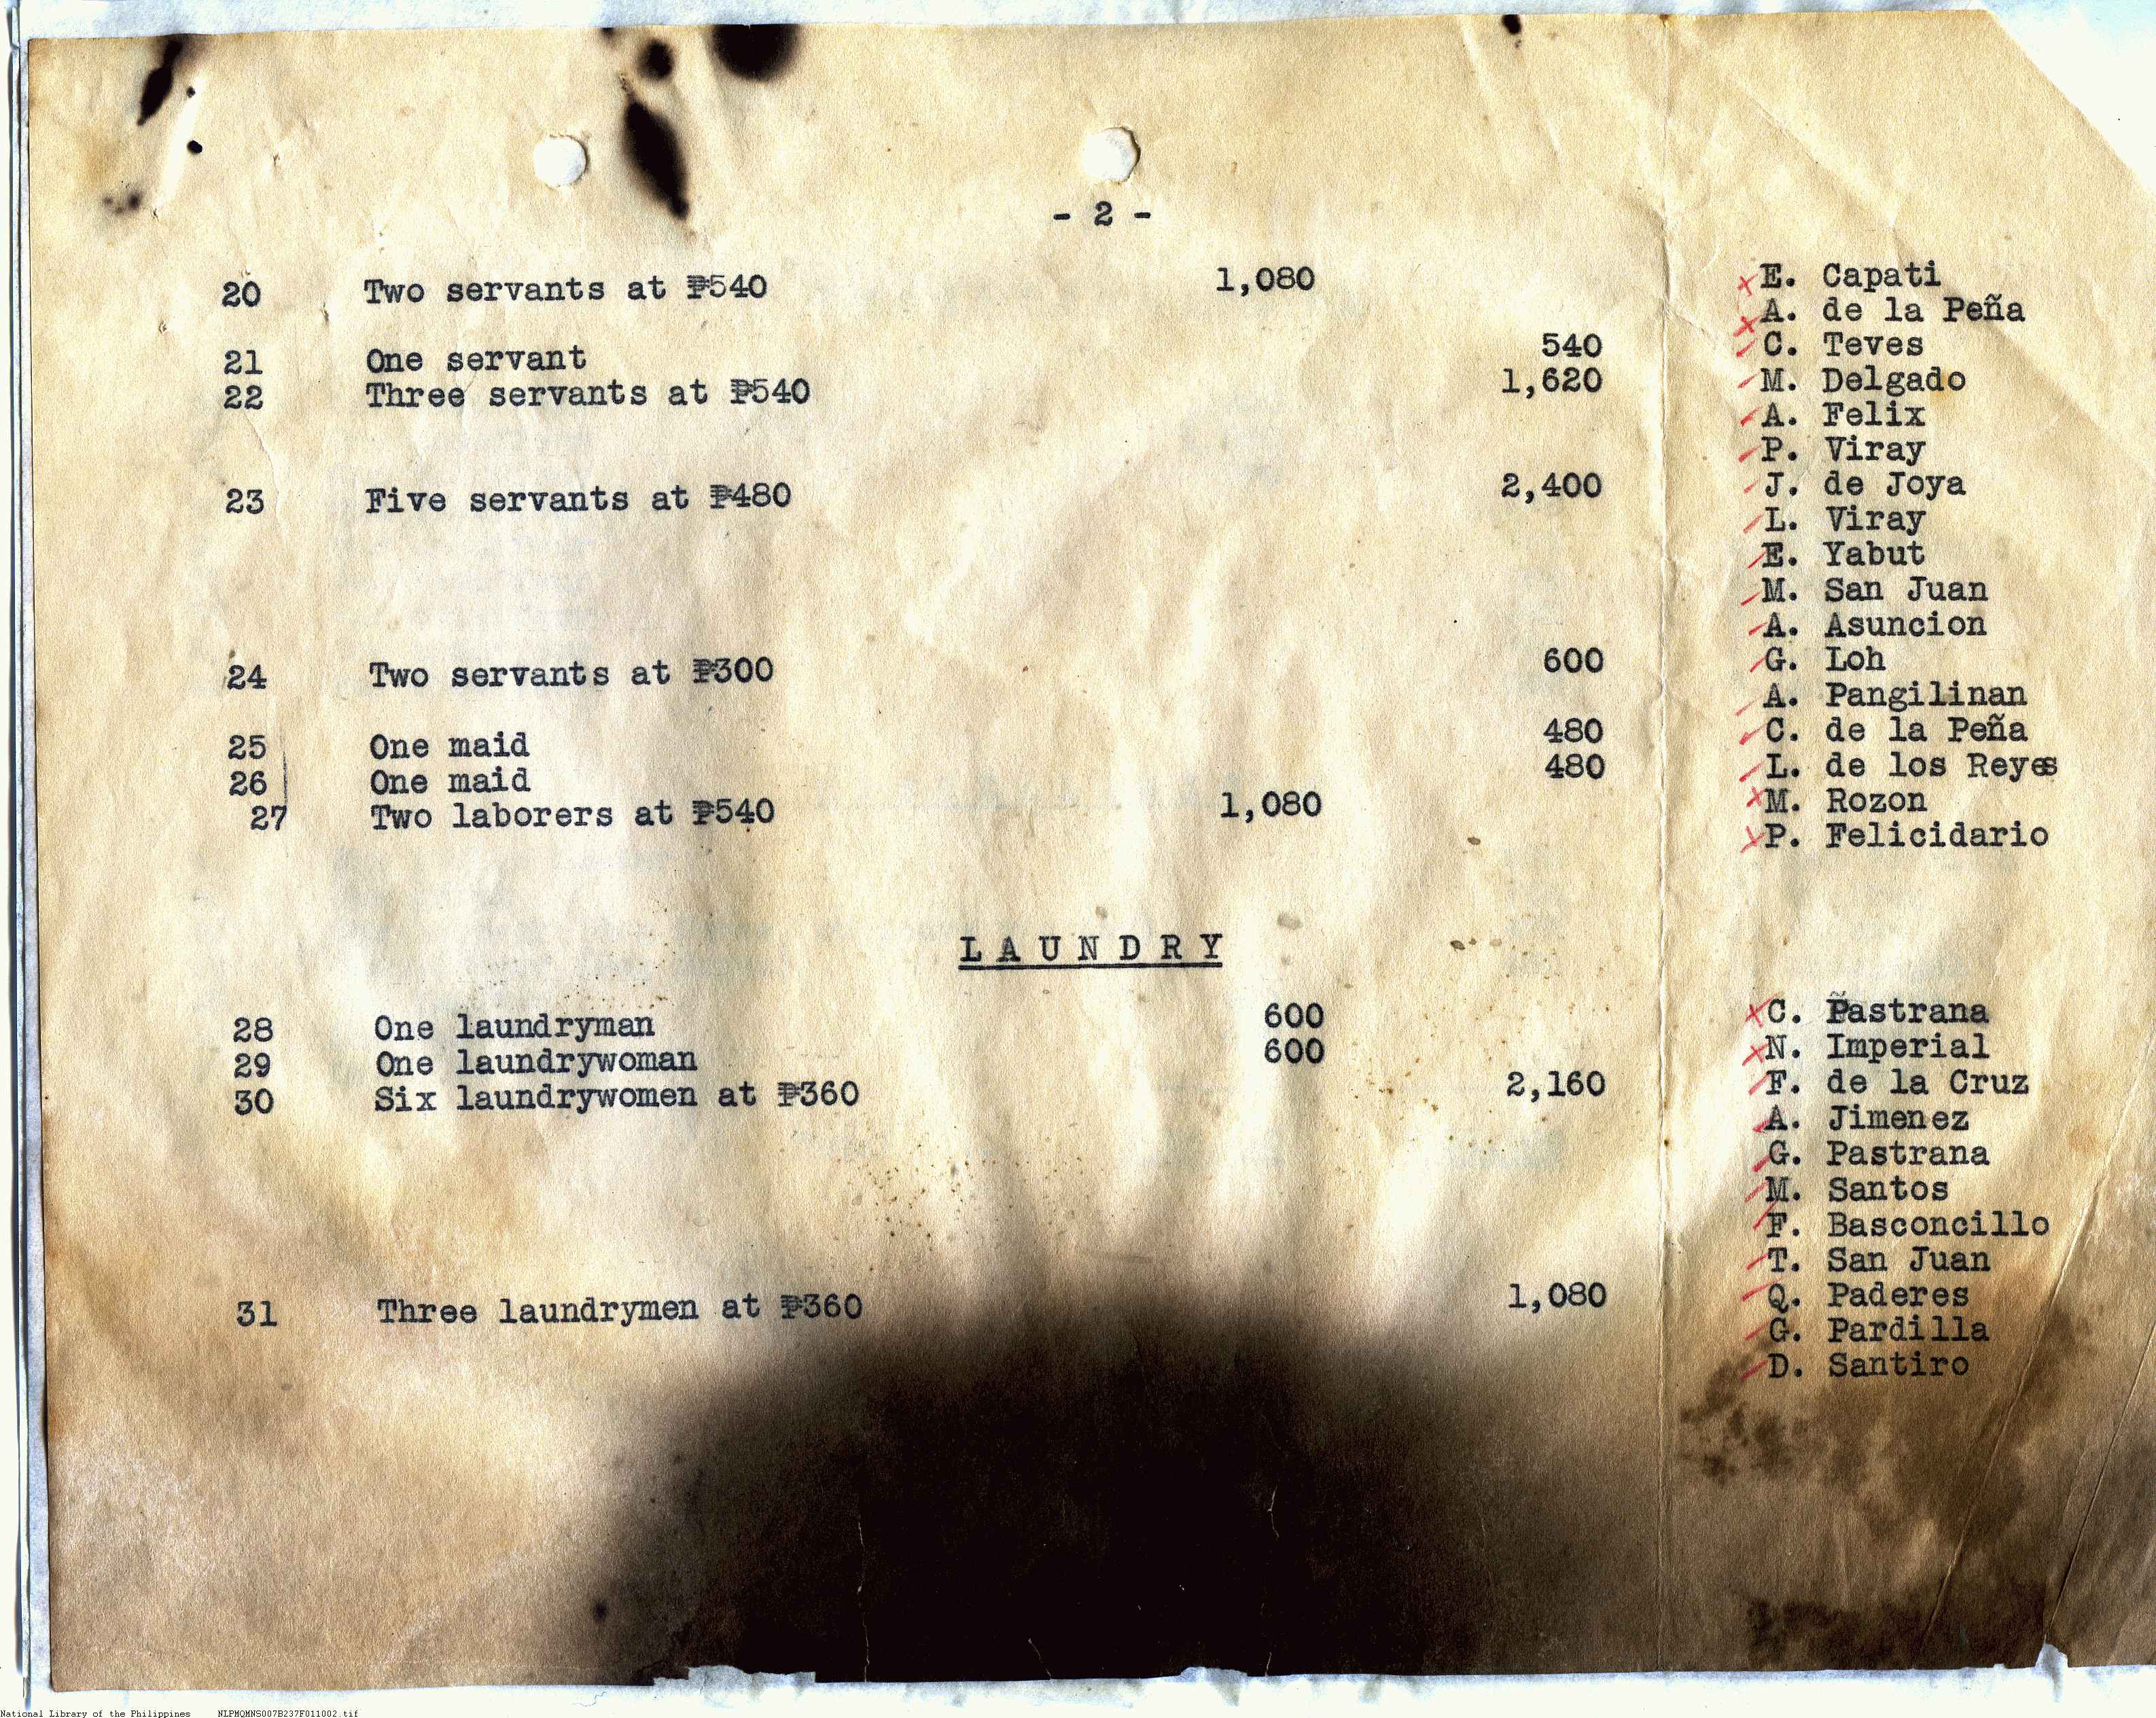 - 2 -
20 Two servants at ₱540 1,080 E. Capati
A. de la Peña
21 One servant 540 C. Teves
22 Three servants at ₱540 1,620 M. Delgado
A. Felix
P. Viray
23 Five servants at ₱480 2,400 J. de Joya
L. Viray
E. Yabut
M. San Juan
A. Asuncion
24 Two servants at ₱300 600 G. Loh
A. Pangilinan
25 One maid 480 C. de la Peña
26 One maid 480 L. de los Reyes
27 Two laborers at ₱540 1,080 M. Rozon
P. Felicidario
LAUNDRY
28 One laundryman 600 C. Pastrana
29 One laundrywoman 600 N. Imperial
30 Six laundrywomen at ₱360 2,160 F. de la Cruz
A. Jimenez
G. Pastrana
M. Santos
F. Basconcillo
T. San Juan
31 Three laundrymen at ₱360 1,080 Q. Paderes
G. Pardilla
D. Santiro
National Library of the Philippines NLPMQMNS007B237F011002.tif